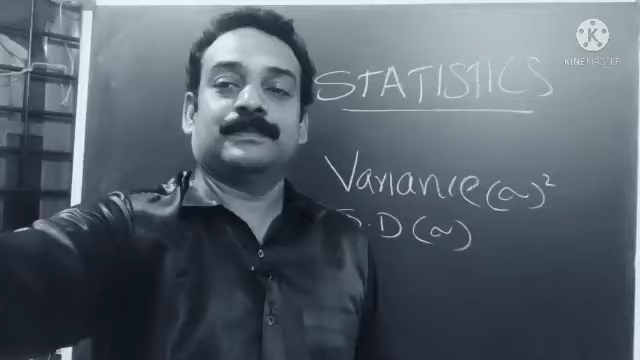 K
KINEMASTER
STATISTICS
Variance (~)²
S.D (~)